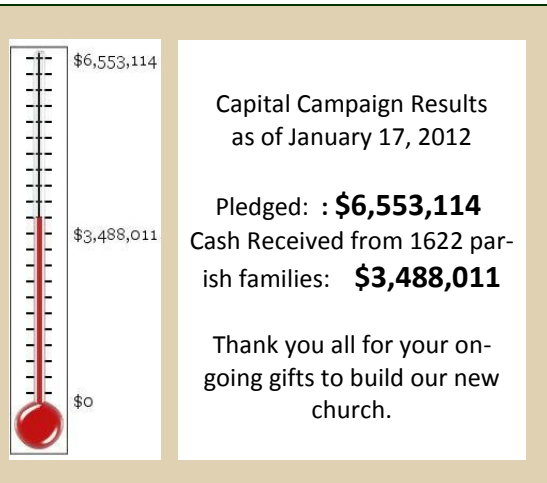 $6,553,114
$3,488,011
$0
Capital Campaign Results
as of January 17, 2012
Pledged: : $6,553,114
Cash Received from 1622 par-
ish families: $3,488,011
Thank you all for your on-
going gifts to build our new
church.